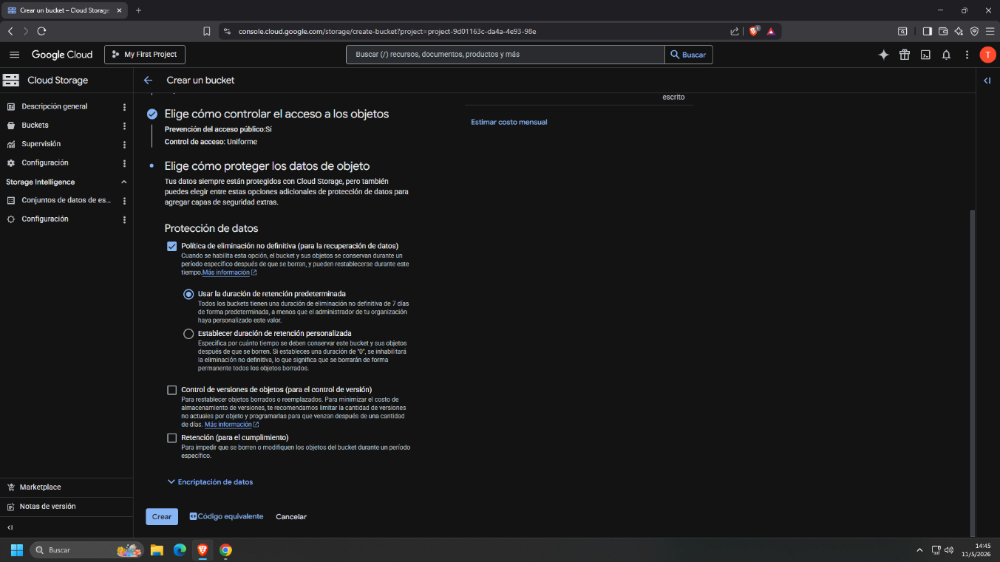 Crear un bucket – Cloud Storage
console.cloud.google.com/storage/create-bucket?project=project-9d01163c-da4a-4e93-98e
1
Google Cloud
My First Project
Buscar (/) recursos, documentos, productos y más
Buscar
T
Cloud Storage
Crear un bucket
Descripción general
Buckets
Supervisión
Configuración
Storage Intelligence
Conjuntos de datos de es...
Configuración
Marketplace
Notas de versión
escrito
Estimar costo mensual
Elige cómo controlar el acceso a los objetos
Prevención del acceso público:Sí
Control de acceso: Uniforme
Elige cómo proteger los datos de objeto
Tus datos siempre están protegidos con Cloud Storage, pero también
puedes elegir entre estas opciones adicionales de protección de datos para
agregar capas de seguridad extras.
Protección de datos
Política de eliminación no definitiva (para la recuperación de datos)
Cuando se habilita esta opción, el bucket y sus objetos se conservan durante un
período específico después de que se borran, y pueden restablecerse durante este
tiempo.Más información
Usar la duración de retención predeterminada
Todos los buckets tienen una duración de eliminación no definitiva de 7 días
de forma predeterminada, a menos que el administrador de tu organización
haya personalizado este valor.
Establecer duración de retención personalizada
Especifica por cuánto tiempo se deben conservar este bucket y sus objetos
después de que se borren. Si estableces una duración de "0", se inhabilitará
la eliminación no definitiva, lo que significa que se borrarán de forma
permanente todos los objetos borrados.
Control de versiones de objetos (para el control de versión)
Para restablecer objetos borrados o reemplazados. Para minimizar el costo de
almacenamiento de versiones, te recomendamos limitar la cantidad de versiones
no actuales por objeto y programarlas para que venzan después de una cantidad
de días. Más información
Retención (para el cumplimiento)
Para impedir que se borren o modifiquen los objetos del bucket durante un período
específico.
Encriptación de datos
Crear
Código equivalente
Cancelar
Buscar
14:45
11/5/2026